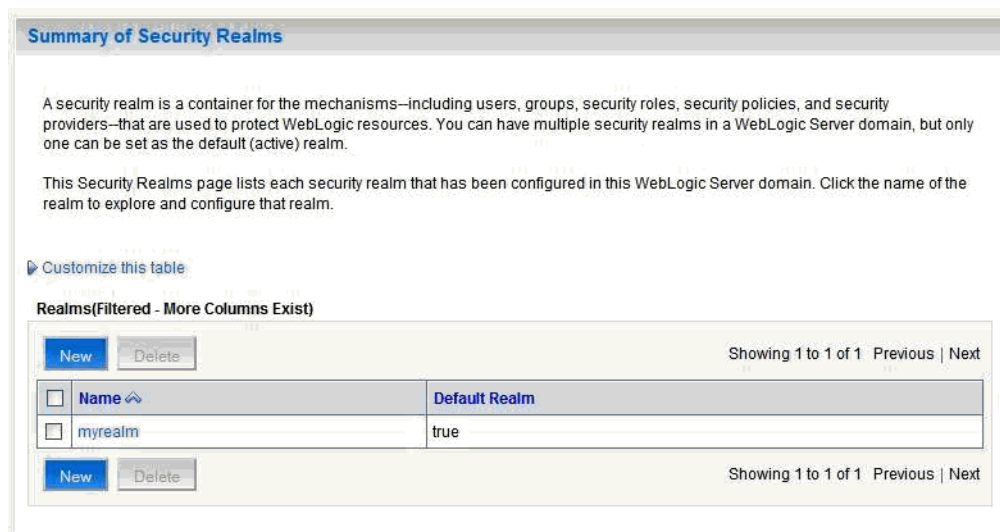 Summary of Security Realms
A security realm is a container for the mechanisms--including users, groups, security roles, security policies, and security
providers--that are used to protect WebLogic resources. You can have multiple security realms in a WebLogic Server domain, but only
one can be set as the default (active) realm.
This Security Realms page lists each security realm that has been configured in this WebLogic Server domain. Click the name of the
realm to explore and configure that realm.
Customize this table
Realms(Filtered - More Columns Exist)
New Delete Showing 1 to 1 of 1 Previous | Next
Name Default Realm
myrealm true
New Delete Showing 1 to 1 of 1 Previous | Next